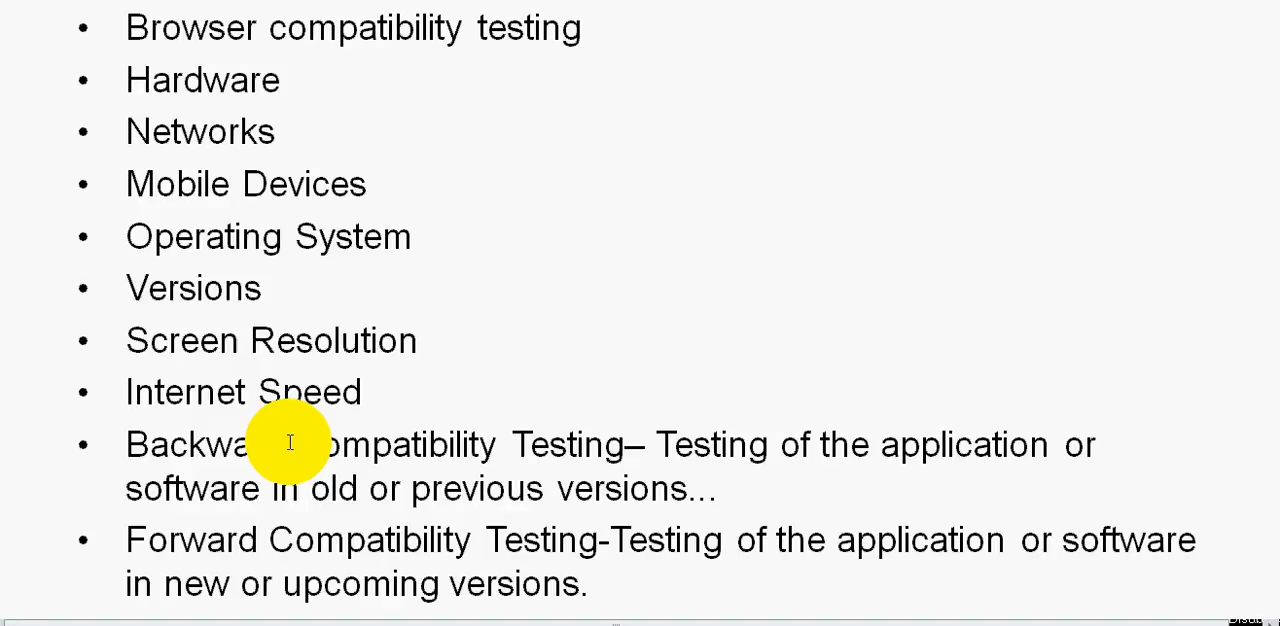 • Browser compatibility testing
• Hardware
• Networks
• Mobile Devices
• Operating System
• Versions
• Screen Resolution
• Internet Speed
• Backwa ompatibility Testing– Testing of the application or
software in old or previous versions...
• Forward Compatibility Testing-Testing of the application or software
in new or upcoming versions.